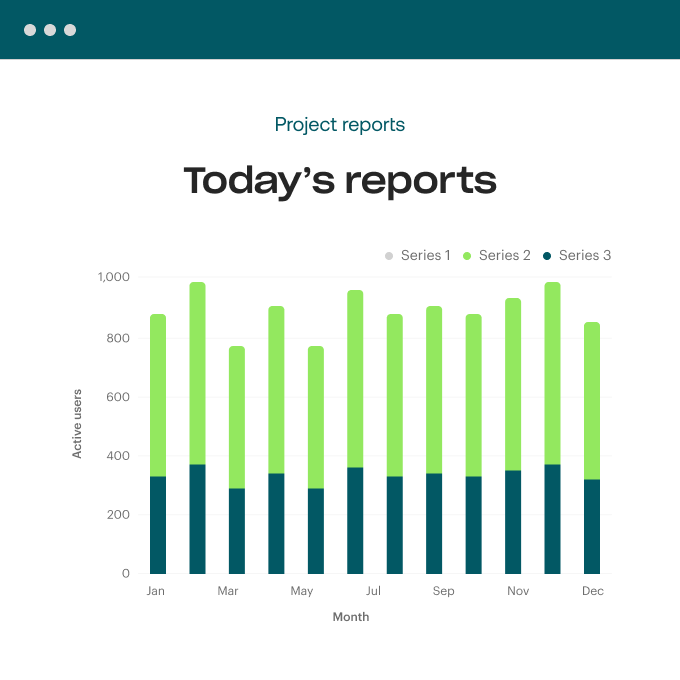 Project reports
Today’s reports
Series 1 Series 2 Series 3
1,000
800
600
400
200
0
Active users
Jan Mar May Jul Sep Nov Dec
Month